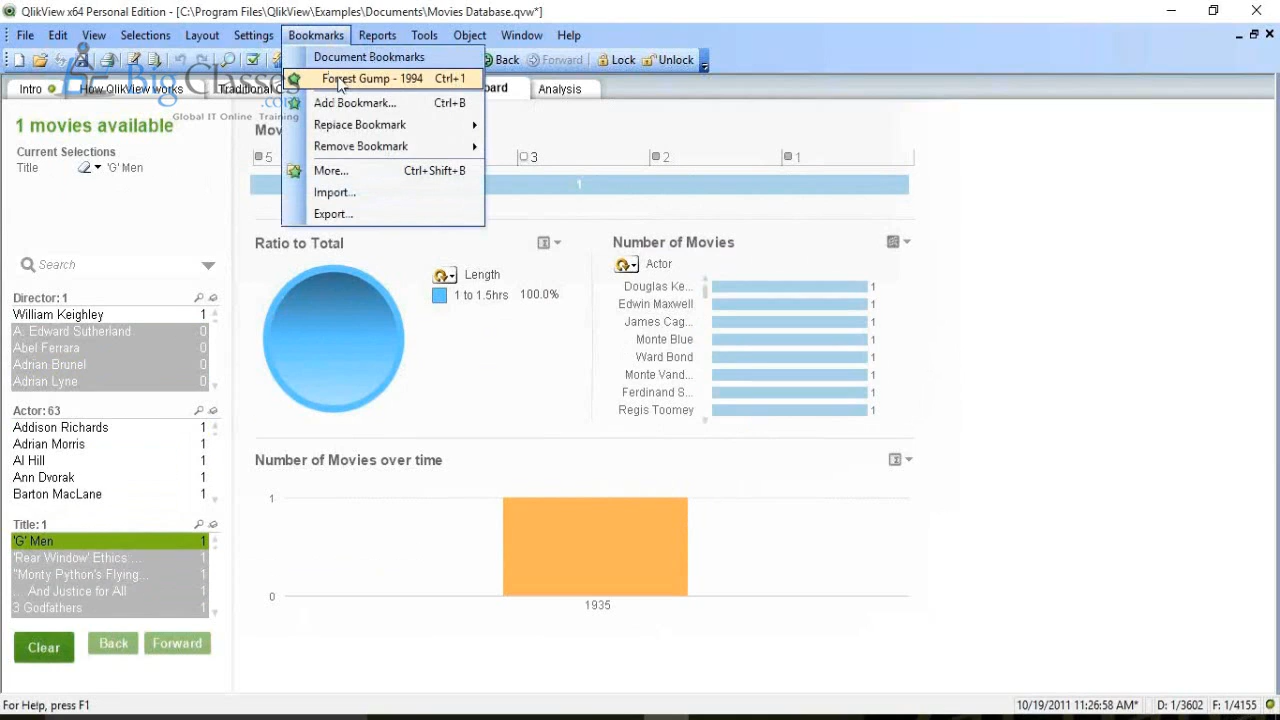 QlikView x64 Personal Edition - [C:\Program Files\QlikView\Examples\Documents\Movies Database.qvw*]
File Edit View Selections Layout Settings Bookmarks Reports Tools Object Window Help
Document Bookmarks
Back Forward Lock Unlock
Forrest Gump - 1994 Ctrl+1
Add Bookmark... Ctrl+B
Replace Bookmark
Remove Bookmark
More... Ctrl+Shift+B
Import...
Export...
BigClasses
.com
Global IT Online Training
Intro How QlikView works Traditional Analysis
1 movies available
Current Selections
Title 'G' Men
Search
Director: 1
William Keighley 1
A. Edward Sutherland 0
Abel Ferrara 0
Adrian Brunel 0
Adrian Lyne 0
Actor: 63
Addison Richards 1
Adrian Morris 1
Al Hill 1
Ann Dvorak 1
Barton MacLane 1
Title: 1
'G' Men 1
'Rear Window' Ethics: ... 1
"Monty Python's Flying... 1
... And Justice for All 1
3 Godfathers 1
Clear Back Forward
5 3 2 1
1
Ratio to Total
Length
1 to 1.5hrs 100.0%
Number of Movies
Actor
Douglas Ke... 1
Edwin Maxwell 1
James Cag... 1
Monte Blue 1
Ward Bond 1
Monte Vand... 1
Ferdinand S... 1
Regis Toomey 1
Number of Movies over time
1
0
1935
For Help, press F1 10/19/2011 11:26:58 AM* D: 1/3602 F: 1/4155